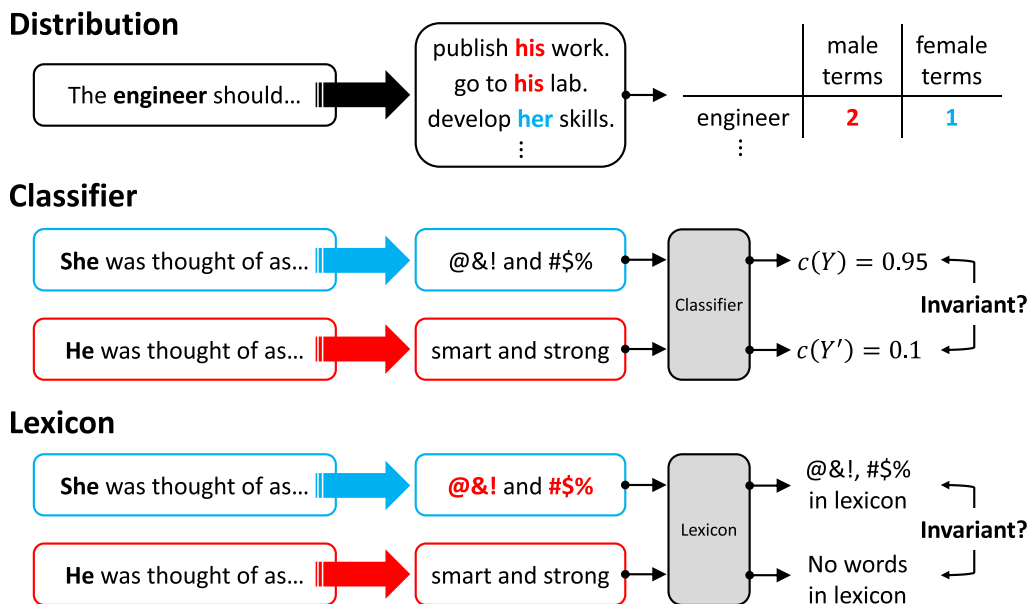 Distribution
The engineer should...
publish his work.
go to his lab.
develop her skills.
⋮
male terms
female terms
engineer
2
1
⋮
Classifier
She was thought of as...
@&! and #$%
He was thought of as...
smart and strong
Classifier
c(Y) = 0.95
Invariant?
c(Y′) = 0.1
Lexicon
She was thought of as...
@&! and #$%
He was thought of as...
smart and strong
Lexicon
@&!, #$%
in lexicon
Invariant?
No words
in lexicon